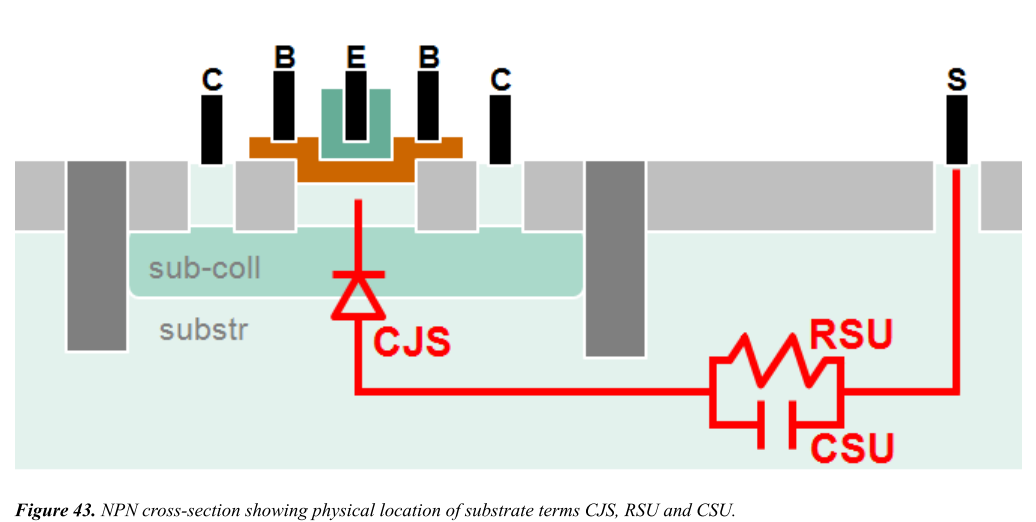 B E B
C C S
sub-coll
substr
CJS
RSU
CSU
Figure 43. NPN cross-section showing physical location of substrate terms CJS, RSU and CSU.